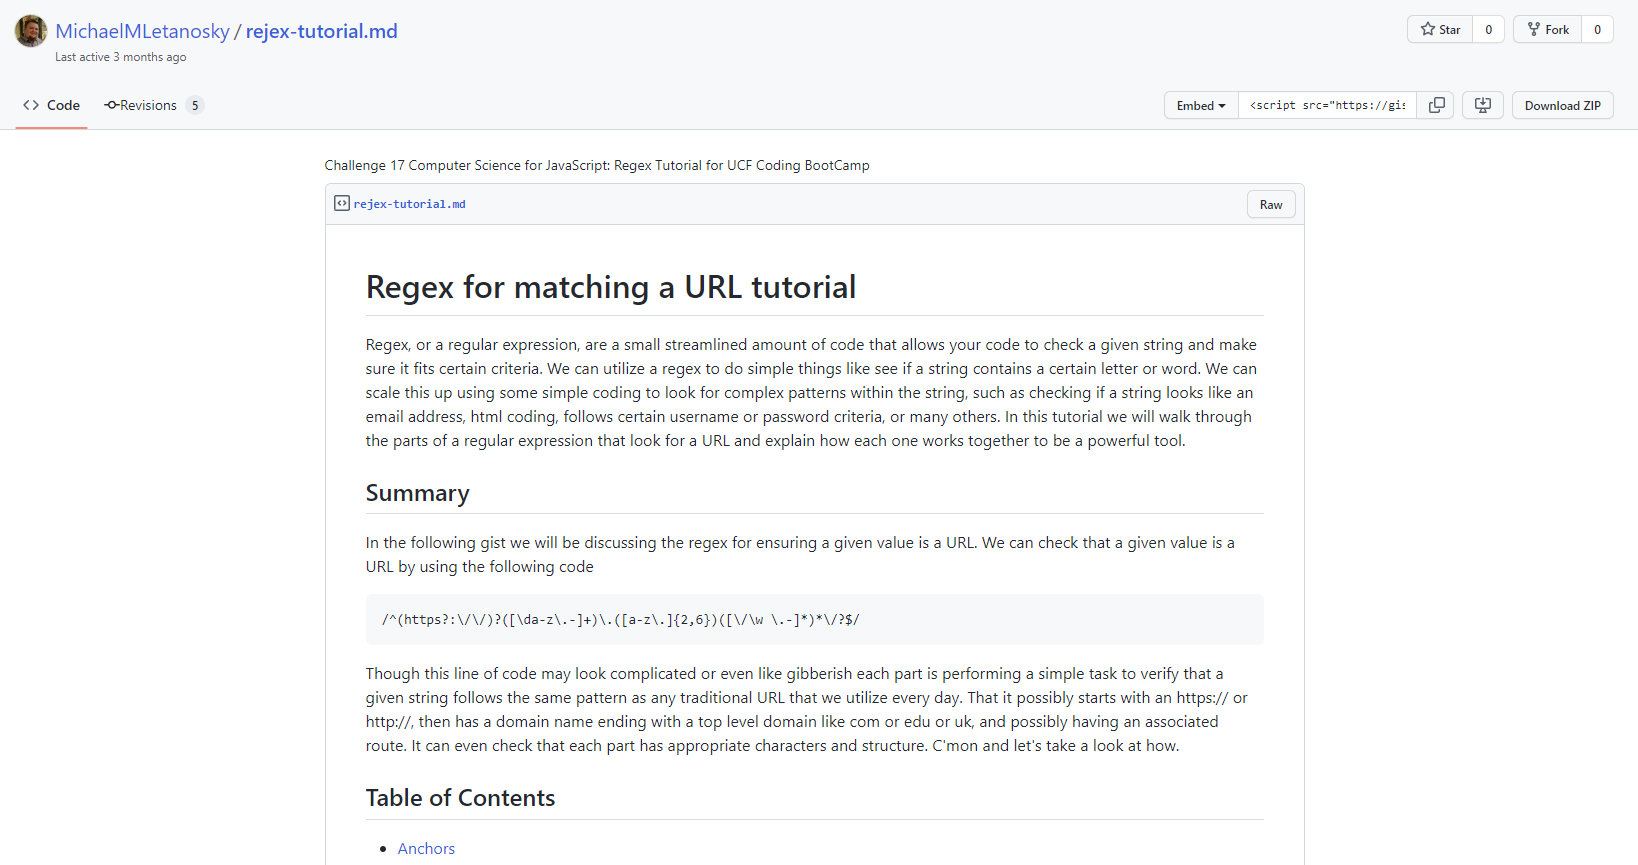 MichaelMLetanosky / rejex-tutorial.md
Last active 3 months ago
Star 0
Fork 0
Code
Revisions 5
Embed
<script src="https://gis
Download ZIP
Challenge 17 Computer Science for JavaScript: Regex Tutorial for UCF Coding BootCamp
rejex-tutorial.md
Raw
Regex for matching a URL tutorial
Regex, or a regular expression, are a small streamlined amount of code that allows your code to check a given string and make
sure it fits certain criteria. We can utilize a regex to do simple things like see if a string contains a certain letter or word. We can
scale this up using some simple coding to look for complex patterns within the string, such as checking if a string looks like an
email address, html coding, follows certain username or password criteria, or many others. In this tutorial we will walk through
the parts of a regular expression that look for a URL and explain how each one works together to be a powerful tool.
Summary
In the following gist we will be discussing the regex for ensuring a given value is a URL. We can check that a given value is a
URL by using the following code
/^(https?:\/\/)?([\da-z\.-]+)\.([a-z\.]{2,6})([\/\w \.-]*)*\/?$/
Though this line of code may look complicated or even like gibberish each part is performing a simple task to verify that a
given string follows the same pattern as any traditional URL that we utilize every day. That it possibly starts with an https:// or
http://, then has a domain name ending with a top level domain like com or edu or uk, and possibly having an associated
route. It can even check that each part has appropriate characters and structure. C'mon and let's take a look at how.
Table of Contents
• Anchors